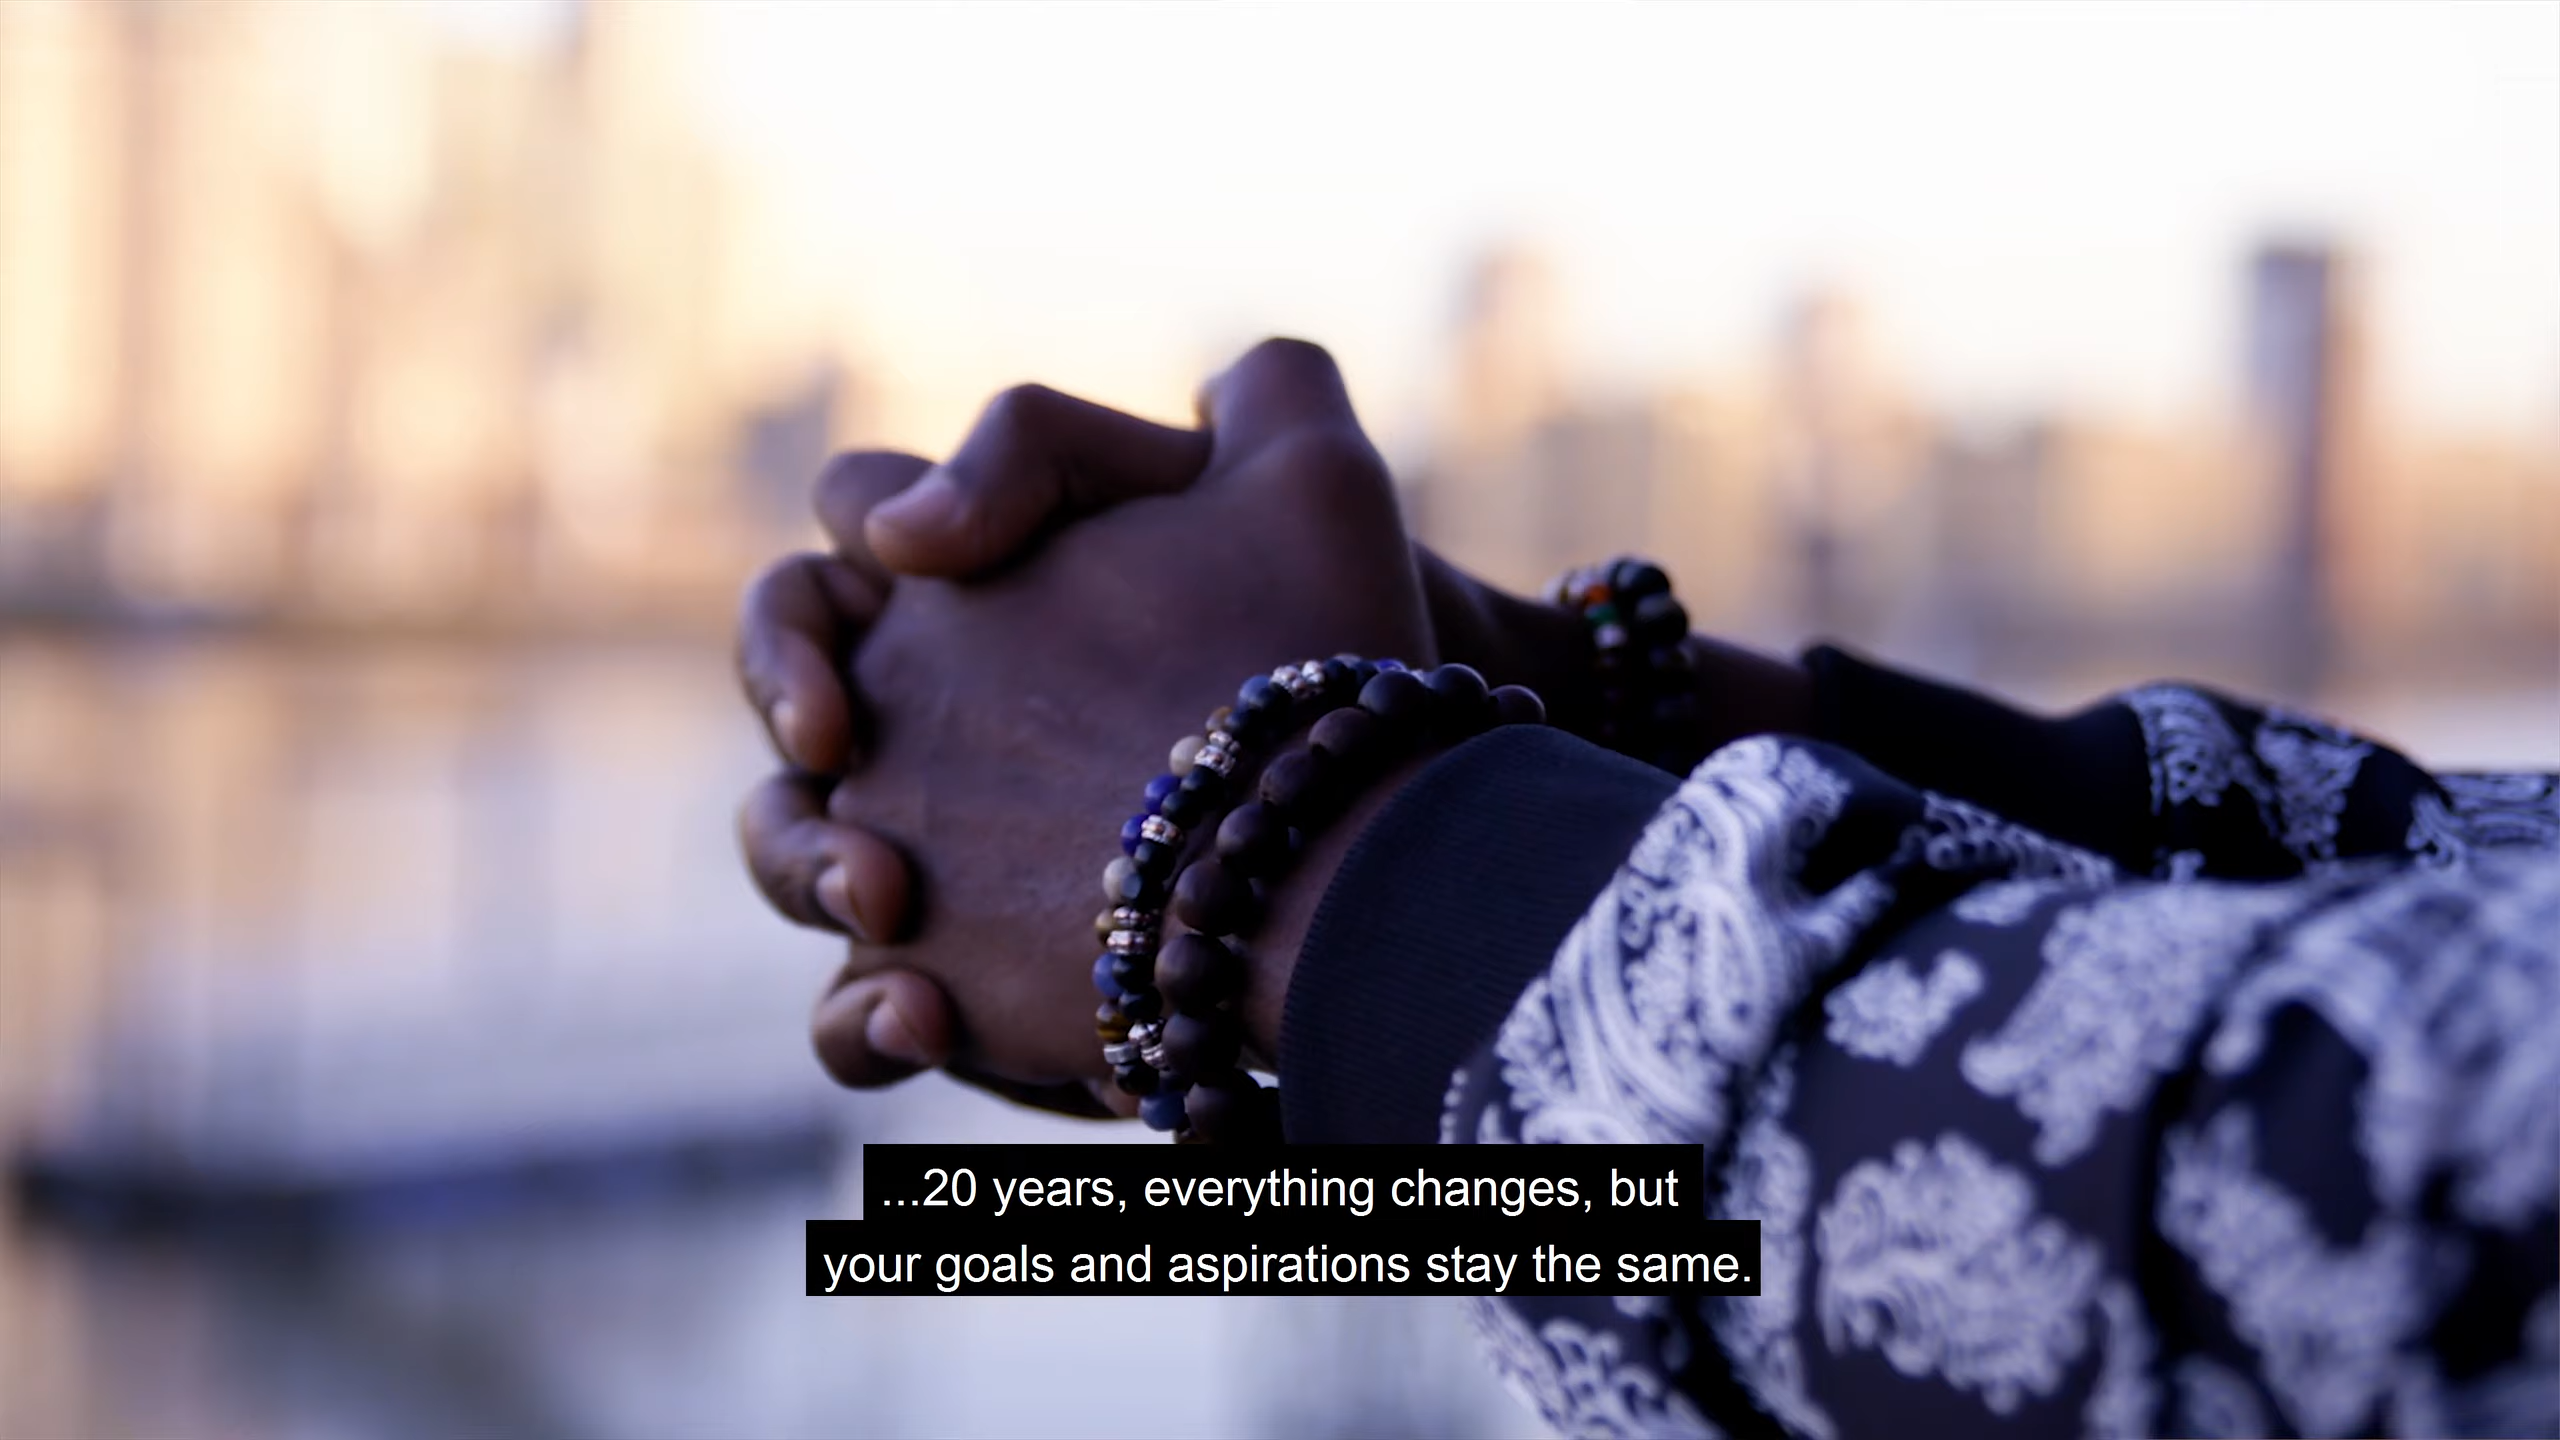 ...20 years, everything changes, but
your goals and aspirations stay the same.